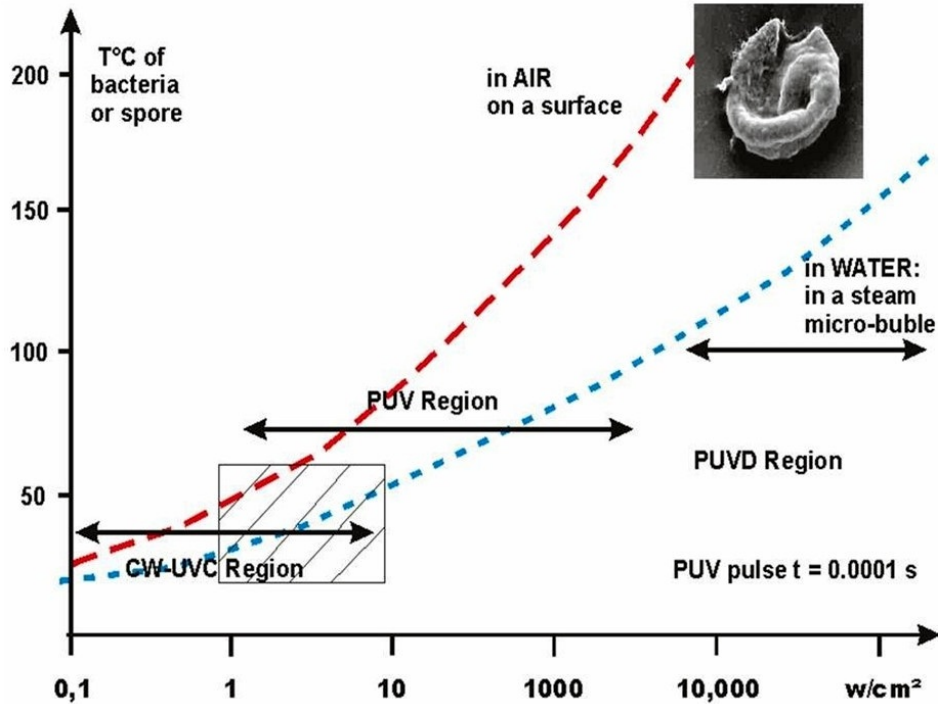 T°C of
bacteria
or spore
200
150
100
50
in AIR
on a surface
in WATER:
in a steam
micro-buble
PUV Region
PUVD Region
CW-UVC Region
PUV pulse t = 0.0001 s
0,1 1 10 1000 10,000 w/cm²